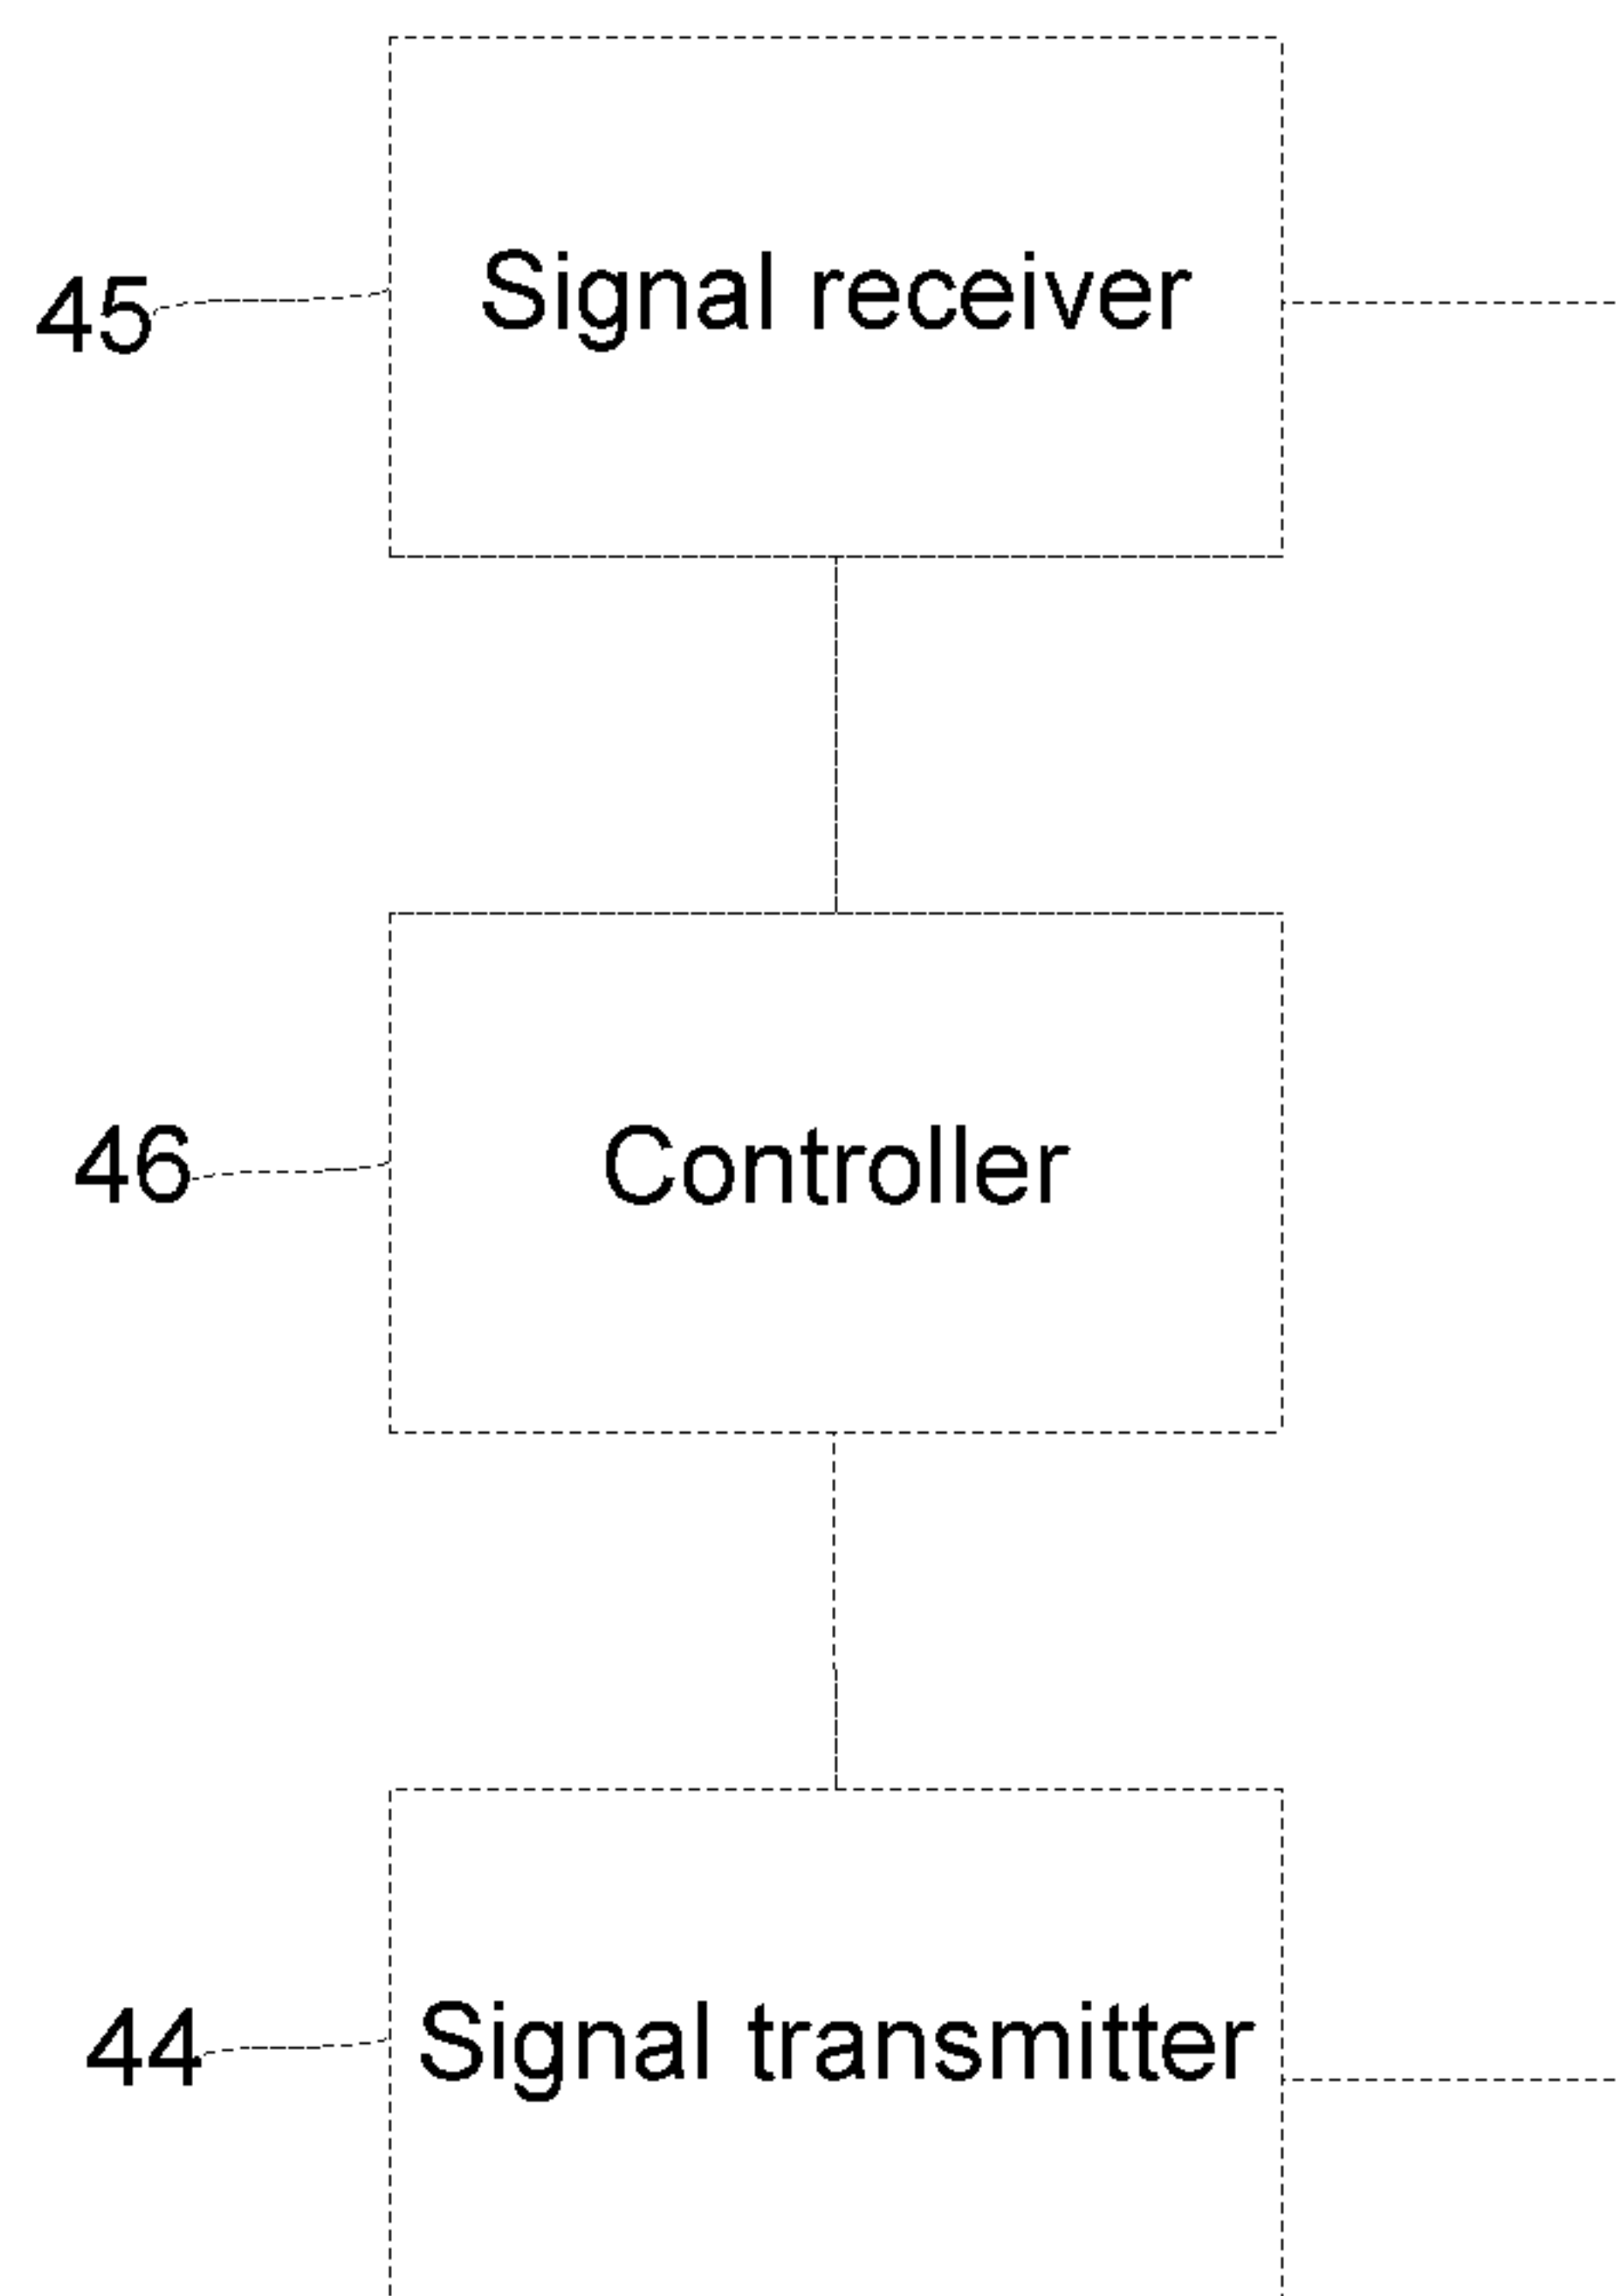 45
Signal receiver
46
Controller
44
Signal transmitter